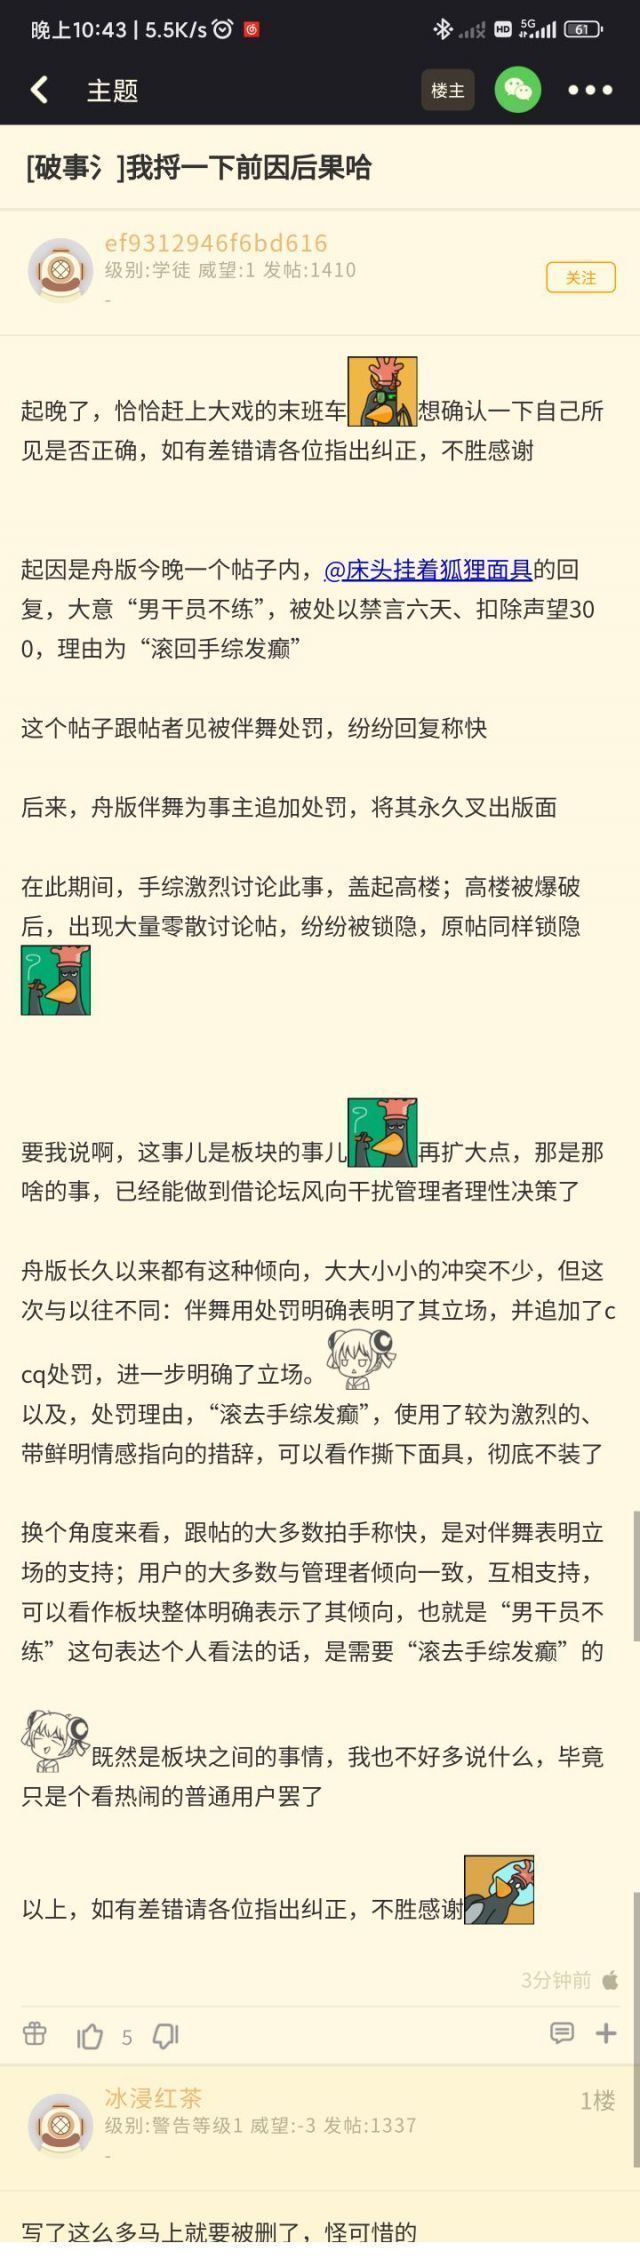 晚上10:43 | 5.5K/s
HD 5G 61
主题 楼主
[破事氵]我捋一下前因后果哈
ef9312946f6bd616
级别:学徒 威望:1 发帖:1410
关注
-
起晚了，恰恰赶上大戏的末班车想确认一下自己所
见是否正确，如有差错请各位指出纠正，不胜感谢
起因是舟版今晚一个帖子内，@床头挂着狐狸面具的回
复，大意“男干员不练”，被处以禁言六天、扣除声望30
0，理由为“滚回手综发癫”
这个帖子跟帖者见被伴舞处罚，纷纷回复称快
后来，舟版伴舞为事主追加处罚，将其永久叉出版面
在此期间，手综激烈讨论此事，盖起高楼；高楼被爆破
后，出现大量零散讨论帖，纷纷被锁隐，原帖同样锁隐
?
要我说啊，这事儿是板块的事儿?再扩大点，那是那
啥的事，已经能做到借论坛风向干扰管理者理性决策了
舟版长久以来都有这种倾向，大大小小的冲突不少，但这
次与以往不同：伴舞用处罚明确表明了其立场，并追加了c
cq处罚，进一步明确了立场。
以及，处罚理由，“滚去手综发癫”，使用了较为激烈的、
带鲜明情感指向的措辞，可以看作撕下面具，彻底不装了
换个角度来看，跟帖的大多数拍手称快，是对伴舞表明立
场的支持；用户的大多数与管理者倾向一致，互相支持，
可以看作板块整体明确表示了其倾向，也就是“男干员不
练”这句表达个人看法的话，是需要“滚去手综发癫”的
既然是板块之间的事情，我也不好多说什么，毕竟
只是个看热闹的普通用户罢了
以上，如有差错请各位指出纠正，不胜感谢
3分钟前
5
冰浸红茶 1楼
级别:警告等级1 威望:-3 发帖:1337
-
写了这么多马上就要被删了，怪可惜的